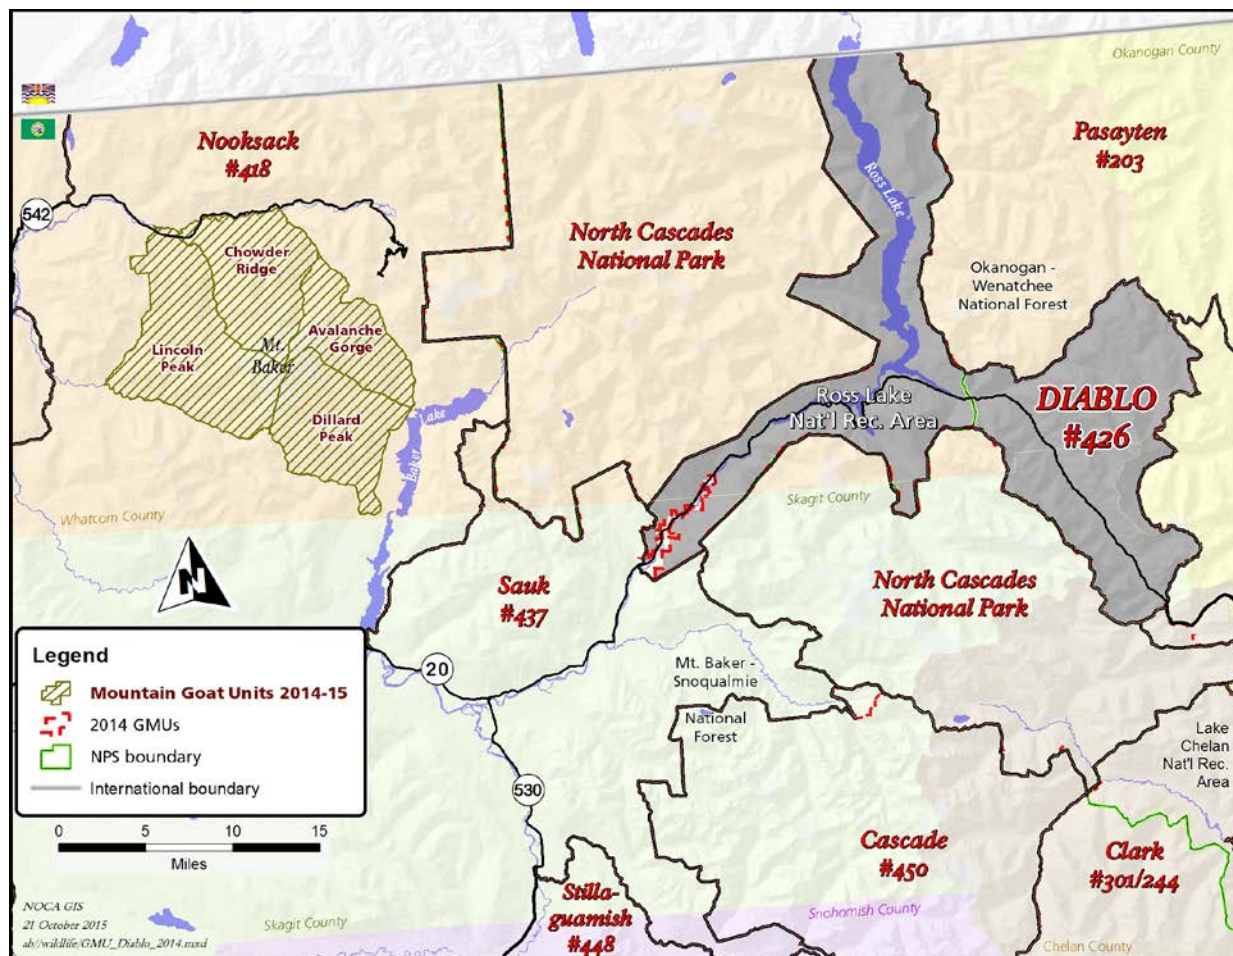 Okanogan County
Nooksack
#418
Pasayten
#203
542
Ross Lake
North Cascades
National Park
Chowder
Ridge
Okanogan -
Wenatchee
National Forest
Avalanche
Gorge
Lincoln
Peak
Mt.
Baker
Dillard
Peak
Baker Lake
Ross Lake
Nat'l Rec. Area
DIABLO
#426
Whatcom County
Skagit County
N
Sauk
#437
North Cascades
National Park
Legend
Mountain Goat Units 2014-15
2014 GMUs
NPS boundary
International boundary
0 5 10 15
Miles
20
Mt. Baker -
Snoqualmie
National
Forest
530
Lake
Chelan
Nat'l Rec.
Area
Cascade
#450
Clark
#301/244
Stilla-
guamish
#448
Snohomish County
Skagit County
Chelan County
NOCA GIS
21 October 2015
ab//wildlife/GMU_Diablo_2014.mxd